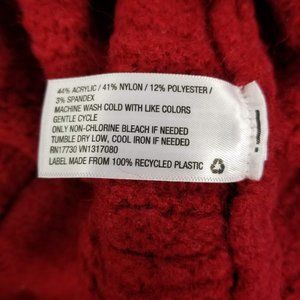 44% ACRYLIC / 41% NYLON / 12% POLYESTER /
3% SPANDEX
MACHINE WASH COLD WITH LIKE COLORS
GENTLE CYCLE
ONLY NON-CHLORINE BLEACH IF NEEDED
TUMBLE DRY LOW, COOL IRON IF NEEDED
RN17730 VN1317080
LABEL MADE FROM 100% RECYCLED PLASTIC